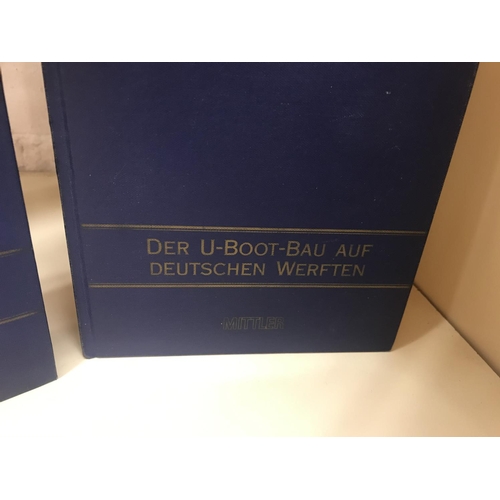 DER U-BOOT-BAU AUF
DEUTSCHEN WERFTEN
MITTLER